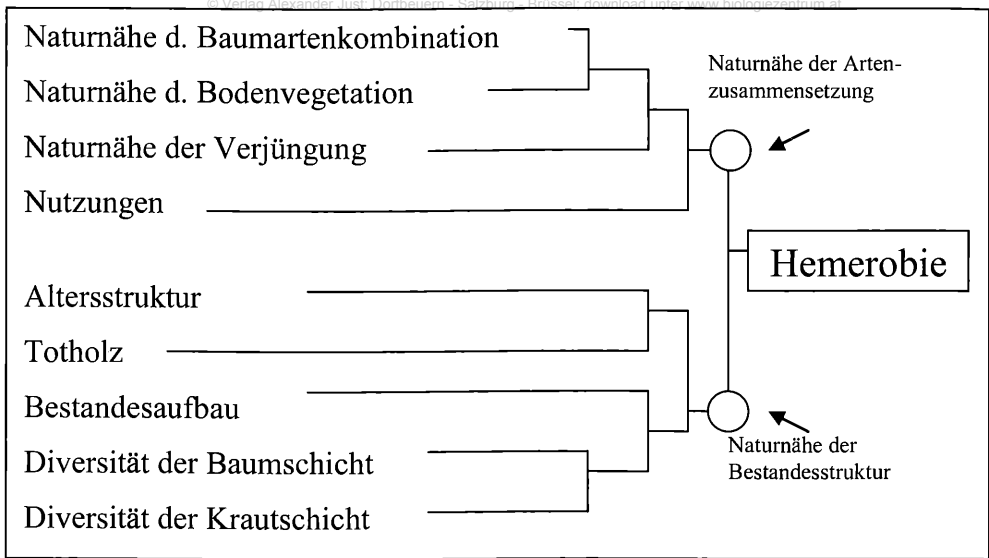 © Verlag Alexander Just: Dorfbeuern - Salzburg - Brüssel; download unter www.biologiezentrum.at
Naturnähe d. Baumartenkombination
Naturnähe d. Bodenvegetation
Naturnähe der Verjüngung
Nutzungen
Naturnähe der Arten-
zusammensetzung
Hemerobie
Altersstruktur
Totholz
Bestandesaufbau
Diversität der Baumschicht
Diversität der Krautschicht
Naturnähe der
Bestandesstruktur